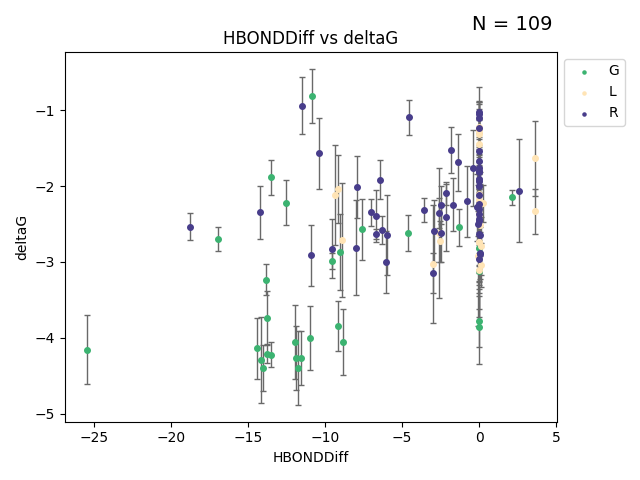 N = 109
HBONDDiff vs deltaG
G
L
R
deltaG
−1
−2
−3
−4
−5
−25
−20
−15
−10
−5
0
5
HBONDDiff